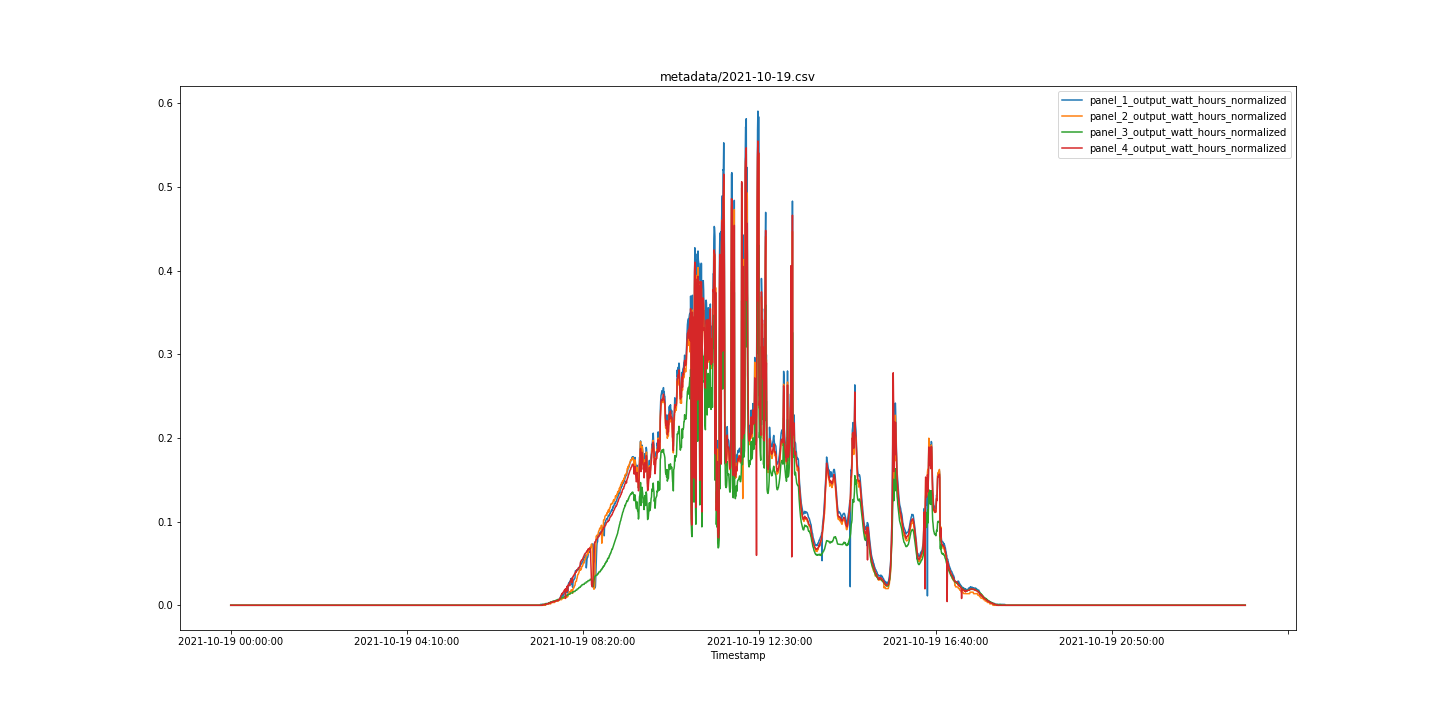 metadata/2021-10-19.csv
panel_1_output_watt_hours_normalized
panel_2_output_watt_hours_normalized
panel_3_output_watt_hours_normalized
panel_4_output_watt_hours_normalized
0.6
0.5
0.4
0.3
0.2
0.1
0.0
2021-10-19 00:00:00 2021-10-19 04:10:00 2021-10-19 08:20:00 2021-10-19 12:30:00 2021-10-19 16:40:00 2021-10-19 20:50:00
Timestamp